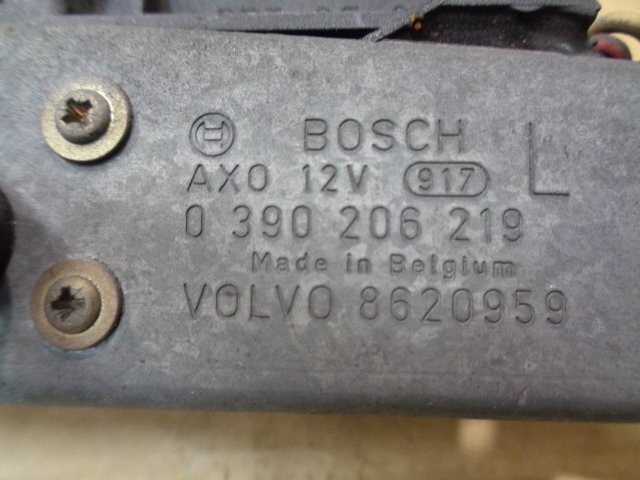 BOSCH
AXO 12V 917 L
0 390 206 219
Made in Belgium
VOLVO 8620959